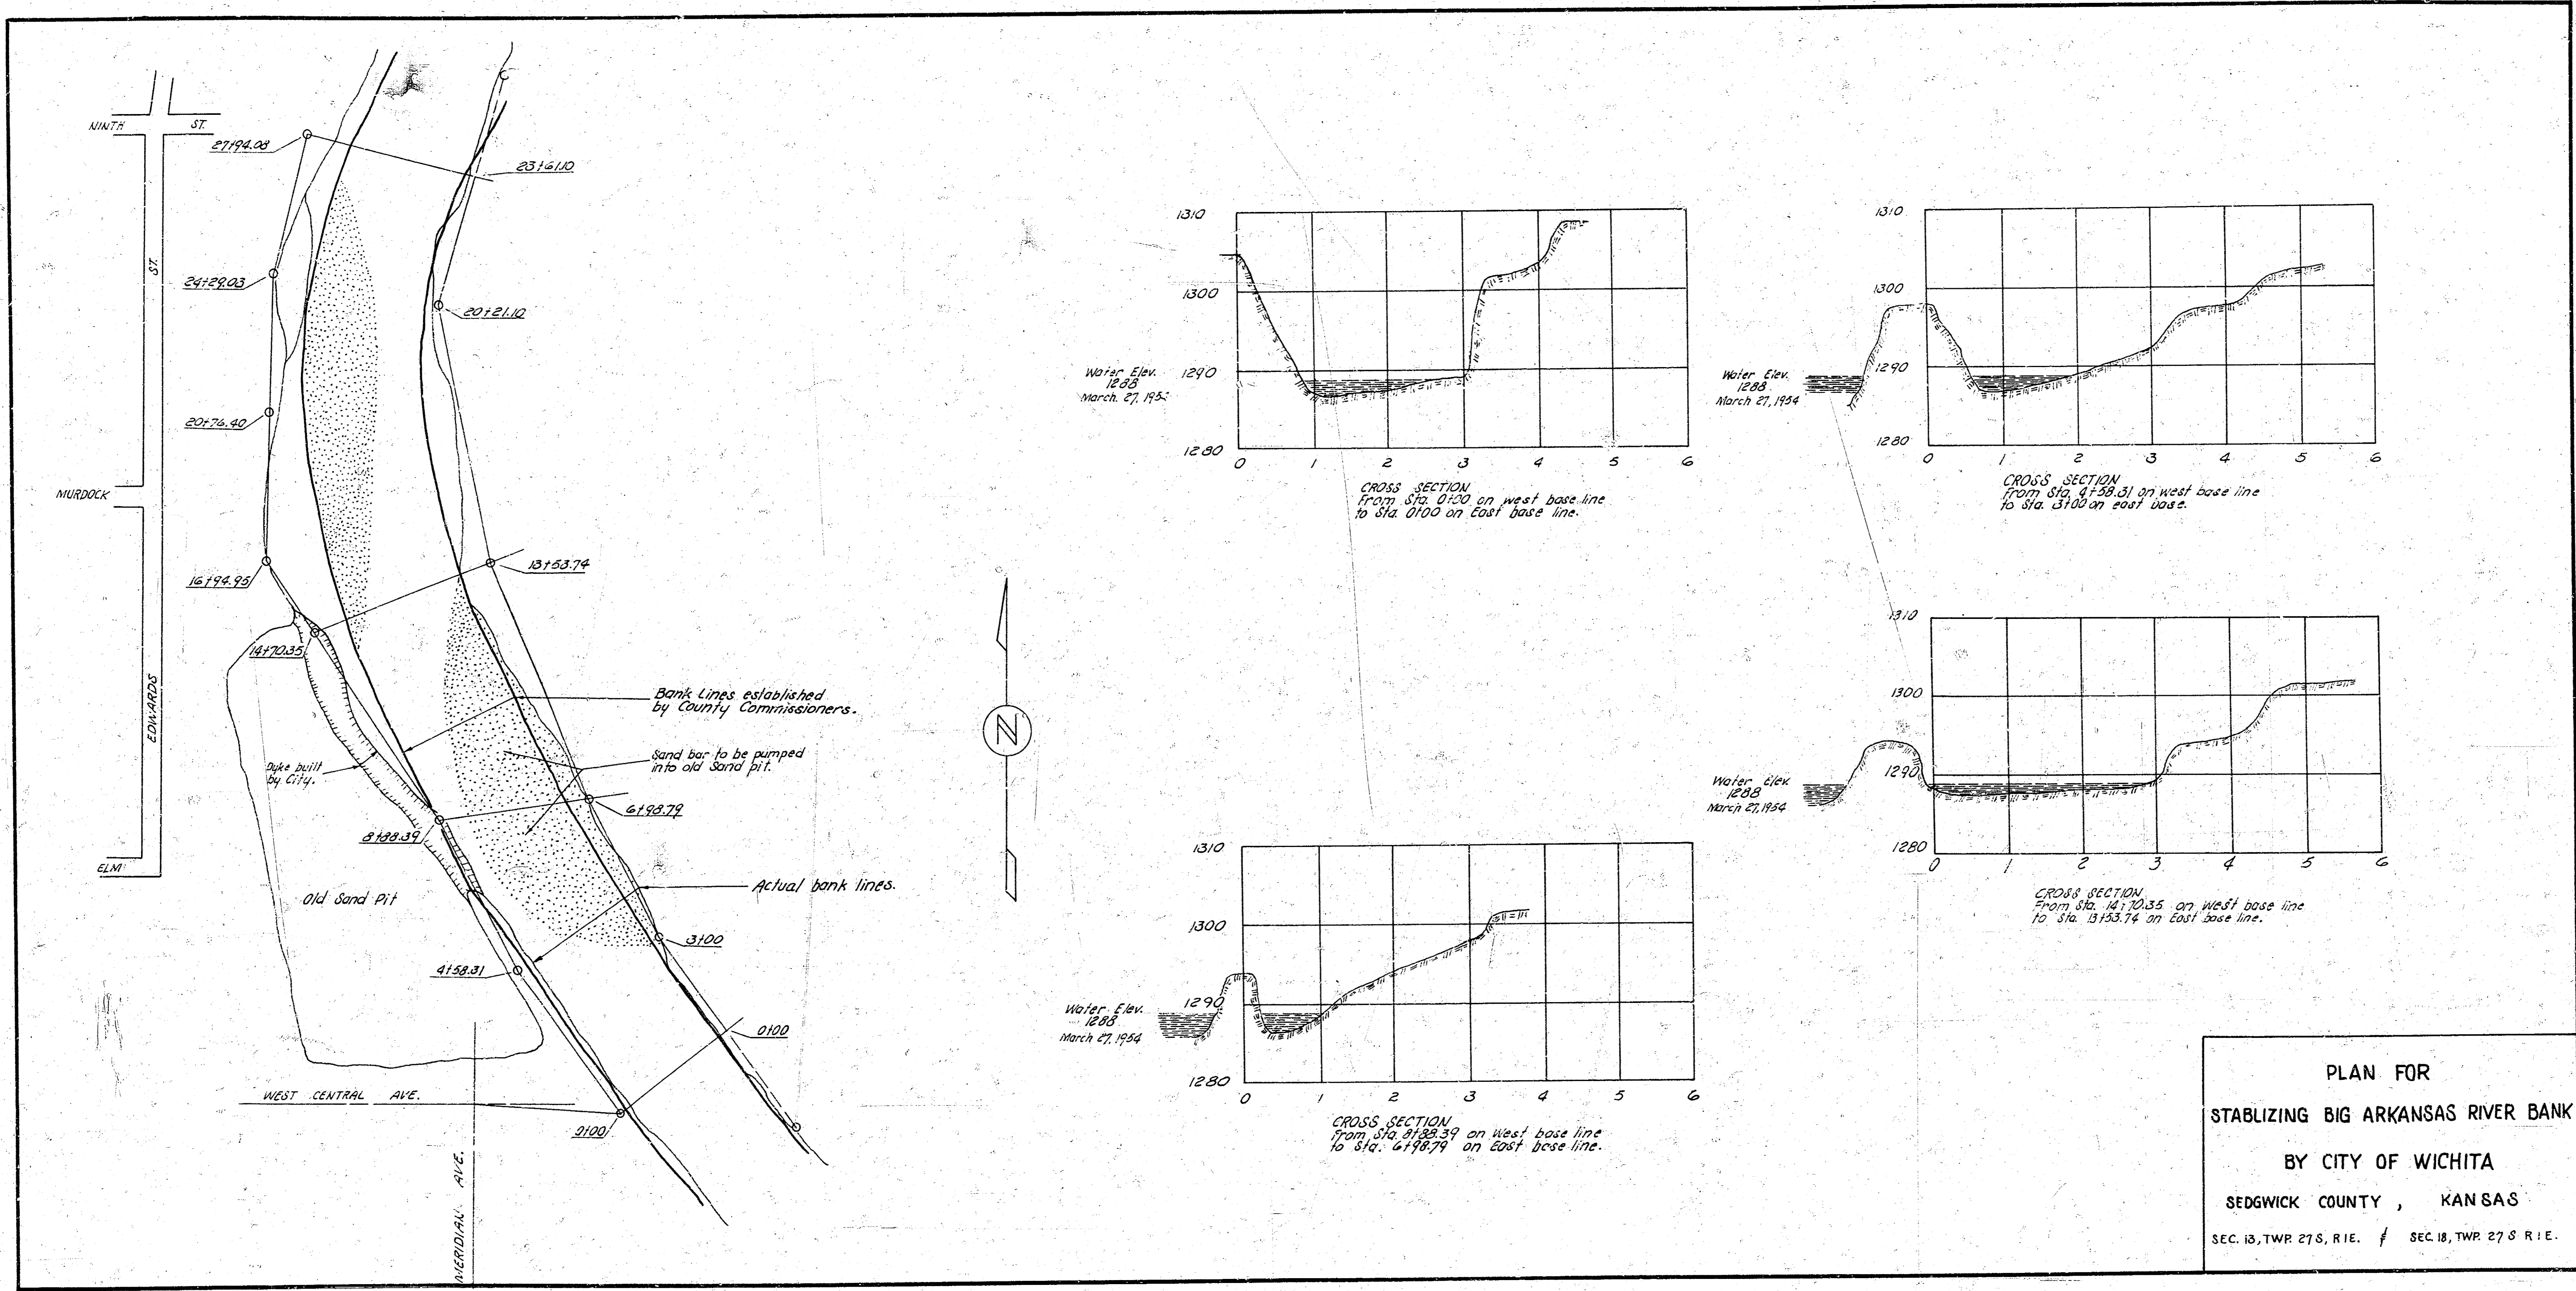 NINTH ST.
27+94.08
23+61.10
ST.
24+29.03
20+21.10
20+76.40
MURDOCK
16+94.95
13+53.74
14+70.35
EDWARDS
Bank Lines established
by County Commissioners.
Dyke built
by City.
Sand bar to be pumped
into old Sand pit.
6+98.79
8+88.39
ELM
Old Sand Pit
Actual bank lines.
3+00
4+58.31
0+00
WEST CENTRAL AVE.
0+00
MERIDIAN AVE.
N
1310
1300
1290
1280
Water Elev.
1288
March 27, 195
0 1 2 3 4 5 6
CROSS SECTION
From Sta. 0+00 on west base line
to Sta. 0+00 on East base line.
1310
1300
1290
1280
Water Elev.
1288
March 27, 1954
0 1 2 3 4 5 6
CROSS SECTION
From Sta. 4+58.31 on west base line
to Sta. 3+00 on east base.
1310
1300
1290
1280
Water Elev.
1288
March 27, 1954
0 1 2 3 4 5 6
CROSS SECTION
From Sta. 14+70.35 on West base line
to Sta. 13+53.74 on East base line.
1310
1300
1290
1280
Water Elev.
1288
March 27, 1954
0 1 2 3 4 5 6
CROSS SECTION
From Sta. 8+88.39 on West base line
to Sta. 6+98.79 on East base line.
PLAN FOR
STABLIZING BIG ARKANSAS RIVER BANK
BY CITY OF WICHITA
SEDGWICK COUNTY , KANSAS
SEC. 13, TWP. 27 S, R 1 E. & SEC. 18, TWP. 27 S R 1 E.